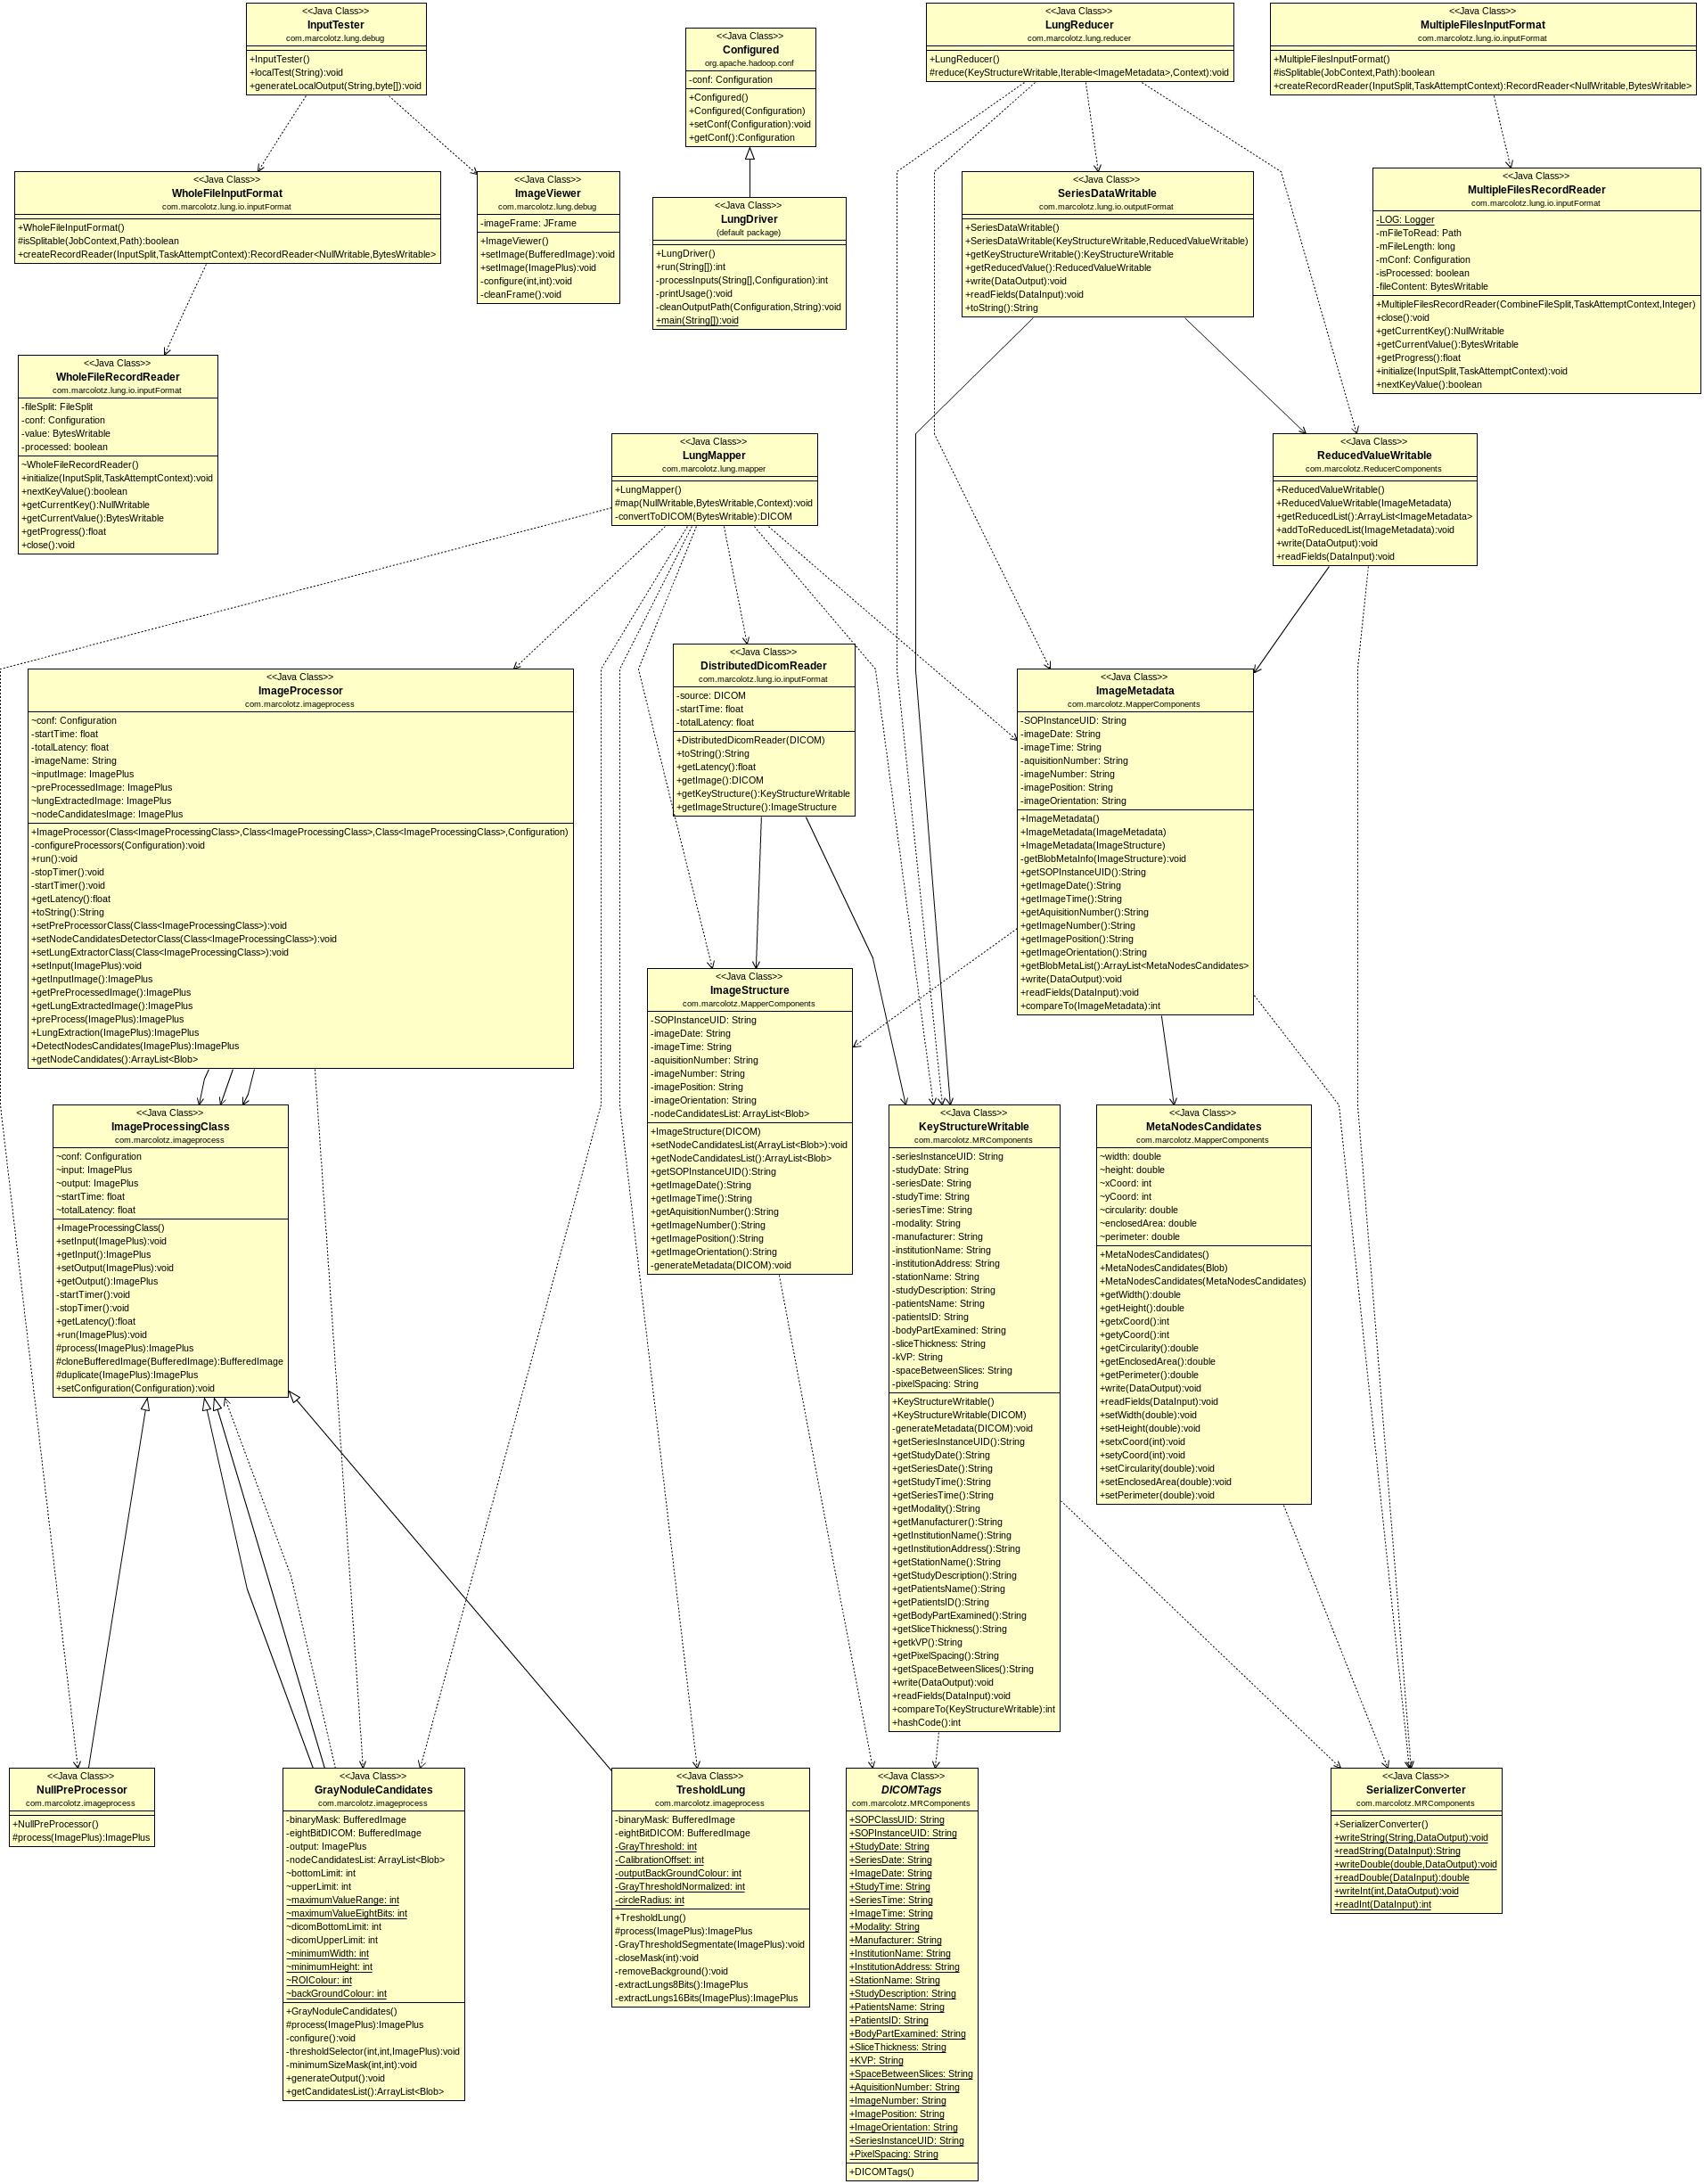 <<Java Class>>
InputTester
com.marcolotz.lung.debug
+InputTester()
+localTest(String):void
+generateLocalOutput(String,byte[]):void
<<Java Class>>
Configured
org.apache.hadoop.conf
-conf: Configuration
+Configured()
+Configured(Configuration)
+setConf(Configuration):void
+getConf():Configuration
<<Java Class>>
LungReducer
com.marcolotz.lung.reducer
+LungReducer()
#reduce(KeyStructureWritable,Iterable<ImageMetadata>,Context):void
<<Java Class>>
MultipleFilesInputFormat
com.marcolotz.lung.io.inputFormat
+MultipleFilesInputFormat()
#isSplitable(JobContext,Path):boolean
+createRecordReader(InputSplit,TaskAttemptContext):RecordReader<NullWritable,BytesWritable>
<<Java Class>>
WholeFileInputFormat
com.marcolotz.lung.io.inputFormat
+WholeFileInputFormat()
#isSplitable(JobContext,Path):boolean
+createRecordReader(InputSplit,TaskAttemptContext):RecordReader<NullWritable,BytesWritable>
<<Java Class>>
ImageViewer
com.marcolotz.lung.debug
-imageFrame: JFrame
+ImageViewer()
+setImage(BufferedImage):void
+setImage(ImagePlus):void
-configure(int,int):void
-cleanFrame():void
<<Java Class>>
LungDriver
(default package)
+LungDriver()
+run(String[]):int
-processInputs(String[],Configuration):int
-printUsage():void
-cleanOutputPath(Configuration,String):void
+main(String[]):void
<<Java Class>>
SeriesDataWritable
com.marcolotz.lung.io.outputFormat
+SeriesDataWritable()
+SeriesDataWritable(KeyStructureWritable,ReducedValueWritable)
+getKeyStructureWritable():KeyStructureWritable
+getReducedValue():ReducedValueWritable
+write(DataOutput):void
+readFields(DataInput):void
+toString():String
<<Java Class>>
MultipleFilesRecordReader
com.marcolotz.lung.io.inputFormat
-LOG: Logger
-mFileToRead: Path
-mFileLength: long
-mConf: Configuration
-isProcessed: boolean
-fileContent: BytesWritable
+MultipleFilesRecordReader(CombineFileSplit,TaskAttemptContext,Integer)
+close():void
+getCurrentKey():NullWritable
+getCurrentValue():BytesWritable
+getProgress():float
+initialize(InputSplit,TaskAttemptContext):void
+nextKeyValue():boolean
<<Java Class>>
WholeFileRecordReader
com.marcolotz.lung.io.inputFormat
-fileSplit: FileSplit
-conf: Configuration
-value: BytesWritable
-processed: boolean
~WholeFileRecordReader()
+initialize(InputSplit,TaskAttemptContext):void
+nextKeyValue():boolean
+getCurrentKey():NullWritable
+getCurrentValue():BytesWritable
+getProgress():float
+close():void
<<Java Class>>
LungMapper
com.marcolotz.lung.mapper
+LungMapper()
#map(NullWritable,BytesWritable,Context):void
-convertToDICOM(BytesWritable):DICOM
<<Java Class>>
ReducedValueWritable
com.marcolotz.ReducerComponents
+ReducedValueWritable()
+ReducedValueWritable(ImageMetadata)
+getReducedList():ArrayList<ImageMetadata>
+addToReducedList(ImageMetadata):void
+write(DataOutput):void
+readFields(DataInput):void
<<Java Class>>
ImageProcessor
com.marcolotz.imageprocess
~conf: Configuration
-startTime: float
-totalLatency: float
-imageName: String
~inputImage: ImagePlus
~preProcessedImage: ImagePlus
~lungExtractedImage: ImagePlus
~nodeCandidatesImage: ImagePlus
+ImageProcessor(Class<ImageProcessingClass>,Class<ImageProcessingClass>,Class<ImageProcessingClass>,Configuration)
-configureProcessors(Configuration):void
+run():void
-stopTimer():void
-startTimer():void
+getLatency():float
+toString():String
+setPreProcessorClass(Class<ImageProcessingClass>):void
+setNodeCandidatesDetectorClass(Class<ImageProcessingClass>):void
+setLungExtractorClass(Class<ImageProcessingClass>):void
+setInput(ImagePlus):void
+getInputImage():ImagePlus
+getPreProcessedImage():ImagePlus
+getLungExtractedImage():ImagePlus
+preProcess(ImagePlus):ImagePlus
+LungExtraction(ImagePlus):ImagePlus
+DetectNodesCandidates(ImagePlus):ImagePlus
+getNodeCandidates():ArrayList<Blob>
<<Java Class>>
DistributedDicomReader
com.marcolotz.lung.io.inputFormat
-source: DICOM
-startTime: float
-totalLatency: float
+DistributedDicomReader(DICOM)
+toString():String
+getLatency():float
+getImage():DICOM
+getKeyStructure():KeyStructureWritable
+getImageStructure():ImageStructure
<<Java Class>>
ImageMetadata
com.marcolotz.MapperComponents
-SOPInstanceUID: String
-imageDate: String
-imageTime: String
-aquisitionNumber: String
-imageNumber: String
-imagePosition: String
-imageOrientation: String
+ImageMetadata()
+ImageMetadata(ImageMetadata)
+ImageMetadata(ImageStructure)
-getBlobMetaInfo(ImageStructure):void
+getSOPInstanceUID():String
+getImageDate():String
+getImageTime():String
+getAquisitionNumber():String
+getImageNumber():String
+getImagePosition():String
+getImageOrientation():String
+getBlobMetaList():ArrayList<MetaNodesCandidates>
+write(DataOutput):void
+readFields(DataInput):void
+compareTo(ImageMetadata):int
<<Java Class>>
ImageStructure
com.marcolotz.MapperComponents
-SOPInstanceUID: String
-imageDate: String
-imageTime: String
-aquisitionNumber: String
-imageNumber: String
-imagePosition: String
-imageOrientation: String
-nodeCandidatesList: ArrayList<Blob>
+ImageStructure(DICOM)
+setNodeCandidatesList(ArrayList<Blob>):void
+getNodeCandidatesList():ArrayList<Blob>
+getSOPInstanceUID():String
+getImageDate():String
+getImageTime():String
+getAquisitionNumber():String
+getImageNumber():String
+getImagePosition():String
+getImageOrientation():String
-generateMetadata(DICOM):void
<<Java Class>>
ImageProcessingClass
com.marcolotz.imageprocess
~conf: Configuration
~input: ImagePlus
~output: ImagePlus
~startTime: float
~totalLatency: float
+ImageProcessingClass()
+setInput(ImagePlus):void
+getInput():ImagePlus
+setOutput(ImagePlus):void
+getOutput():ImagePlus
-startTimer():void
-stopTimer():void
+getLatency():float
+run(ImagePlus):void
#process(ImagePlus):ImagePlus
#cloneBufferedImage(BufferedImage):BufferedImage
#duplicate(ImagePlus):ImagePlus
+setConfiguration(Configuration):void
<<Java Class>>
KeyStructureWritable
com.marcolotz.MRComponents
-seriesInstanceUID: String
-studyDate: String
-seriesDate: String
-studyTime: String
-seriesTime: String
-modality: String
-manufacturer: String
-institutionName: String
-institutionAddress: String
-stationName: String
-studyDescription: String
-patientsName: String
-patientsID: String
-bodyPartExamined: String
-sliceThickness: String
-kVP: String
-spaceBetweenSlices: String
-pixelSpacing: String
+KeyStructureWritable()
+KeyStructureWritable(DICOM)
-generateMetadata(DICOM):void
+getSeriesInstanceUID():String
+getStudyDate():String
+getSeriesDate():String
+getStudyTime():String
+getSeriesTime():String
+getModality():String
+getManufacturer():String
+getInstitutionName():String
+getInstitutionAddress():String
+getStationName():String
+getStudyDescription():String
+getPatientsName():String
+getPatientsID():String
+getBodyPartExamined():String
+getSliceThickness():String
+getkVP():String
+getPixelSpacing():String
+getSpaceBetweenSlices():String
+write(DataOutput):void
+readFields(DataInput):void
+compareTo(KeyStructureWritable):int
+hashCode():int
<<Java Class>>
MetaNodesCandidates
com.marcolotz.MapperComponents
~width: double
~height: double
~xCoord: int
~yCoord: int
~circularity: double
~enclosedArea: double
~perimeter: double
+MetaNodesCandidates()
+MetaNodesCandidates(Blob)
+MetaNodesCandidates(MetaNodesCandidates)
+getWidth():double
+getHeight():double
+getxCoord():int
+getyCoord():int
+getCircularity():double
+getEnclosedArea():double
+getPerimeter():double
+write(DataOutput):void
+readFields(DataInput):void
+setWidth(double):void
+setHeight(double):void
+setxCoord(int):void
+setyCoord(int):void
+setCircularity(double):void
+setEnclosedArea(double):void
+setPerimeter(double):void
<<Java Class>>
NullPreProcessor
com.marcolotz.imageprocess
+NullPreProcessor()
#process(ImagePlus):ImagePlus
<<Java Class>>
GrayNoduleCandidates
com.marcolotz.imageprocess
-binaryMask: BufferedImage
-eightBitDICOM: BufferedImage
-output: ImagePlus
-nodeCandidatesList: ArrayList<Blob>
~bottomLimit: int
~upperLimit: int
~maximumValueRange: int
~maximumValueEightBits: int
~dicomBottomLimit: int
~dicomUpperLimit: int
~minimumWidth: int
~minimumHeight: int
~ROIColour: int
~backGroundColour: int
+GrayNoduleCandidates()
#process(ImagePlus):ImagePlus
-configure():void
-thresholdSelector(int,int,ImagePlus):void
-minimumSizeMask(int,int):void
+generateOutput():void
+getCandidatesList():ArrayList<Blob>
<<Java Class>>
TresholdLung
com.marcolotz.imageprocess
-binaryMask: BufferedImage
-eightBitDICOM: BufferedImage
-GrayThreshold: int
-CalibrationOffset: int
-outputBackGroundColour: int
-GrayThresholdNormalized: int
-circleRadius: int
+TresholdLung()
#process(ImagePlus):ImagePlus
-GrayThresholdSegmentate(ImagePlus):void
-closeMask(int):void
-removeBackground():void
-extractLungs8Bits():ImagePlus
-extractLungs16Bits(ImagePlus):ImagePlus
<<Java Class>>
DICOMTags
com.marcolotz.MRComponents
+SOPClassUID: String
+SOPInstanceUID: String
+StudyDate: String
+SeriesDate: String
+ImageDate: String
+StudyTime: String
+SeriesTime: String
+ImageTime: String
+Modality: String
+Manufacturer: String
+InstitutionName: String
+InstitutionAddress: String
+StationName: String
+StudyDescription: String
+PatientsName: String
+PatientsID: String
+BodyPartExamined: String
+SliceThickness: String
+KVP: String
+SpaceBetweenSlices: String
+AquisitionNumber: String
+ImageNumber: String
+ImagePosition: String
+ImageOrientation: String
+SeriesInstanceUID: String
+PixelSpacing: String
+DICOMTags()
<<Java Class>>
SerializerConverter
com.marcolotz.MRComponents
+SerializerConverter()
+writeString(String,DataOutput):void
+readString(DataInput):String
+writeDouble(double,DataOutput):void
+readDouble(DataInput):double
+writeInt(int,DataOutput):void
+readInt(DataInput):int